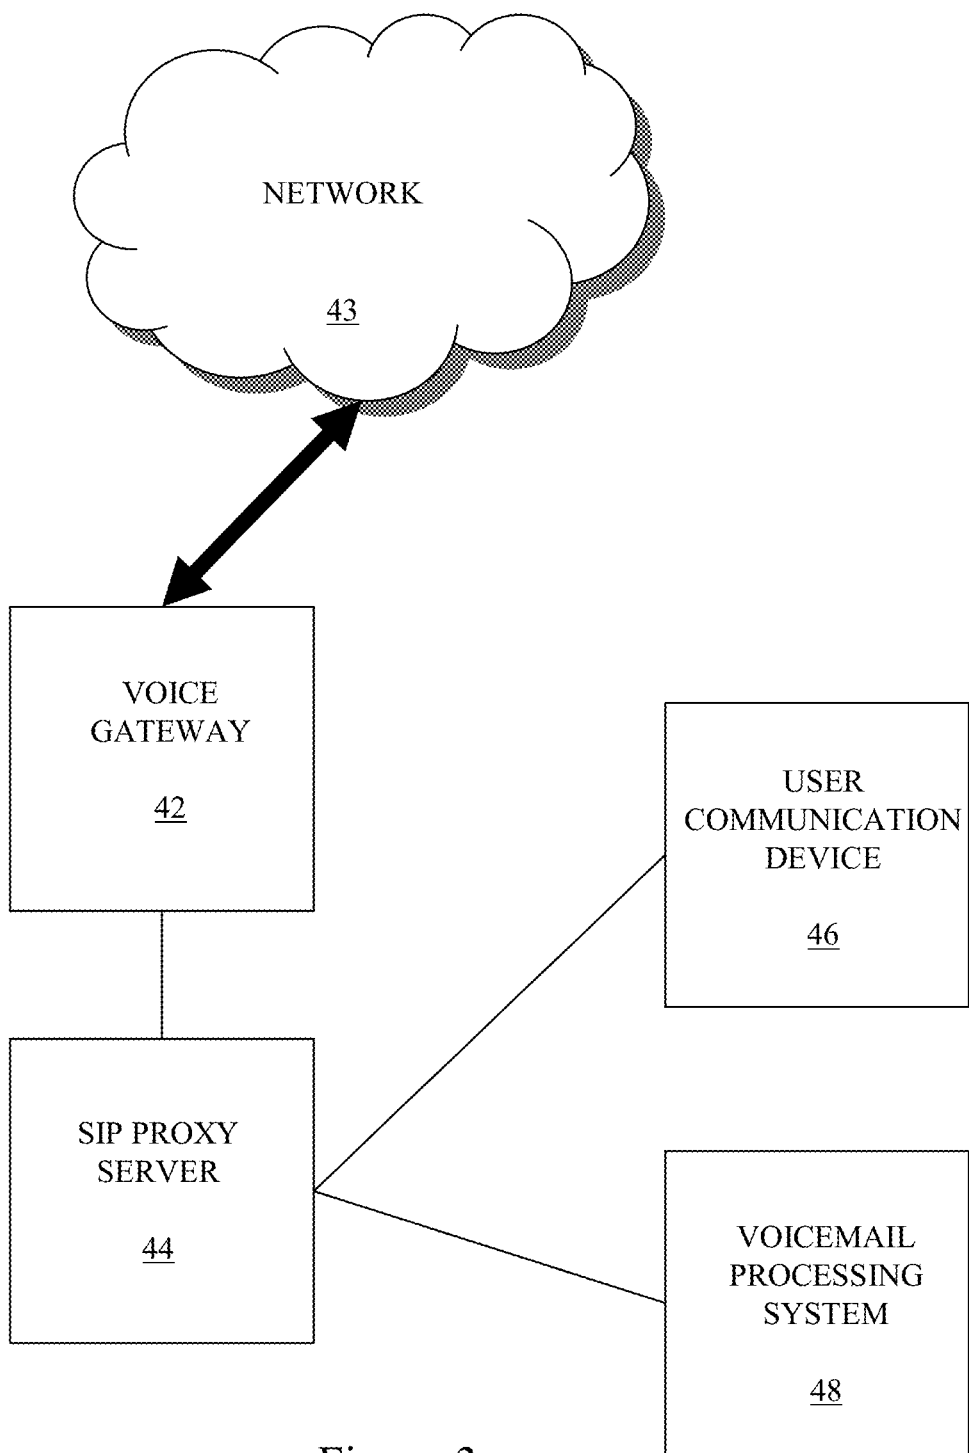 NETWORK
43
VOICE
GATEWAY
42
USER
COMMUNICATION
DEVICE
46
SIP PROXY
SERVER
44
VOICEMAIL
PROCESSING
SYSTEM
48